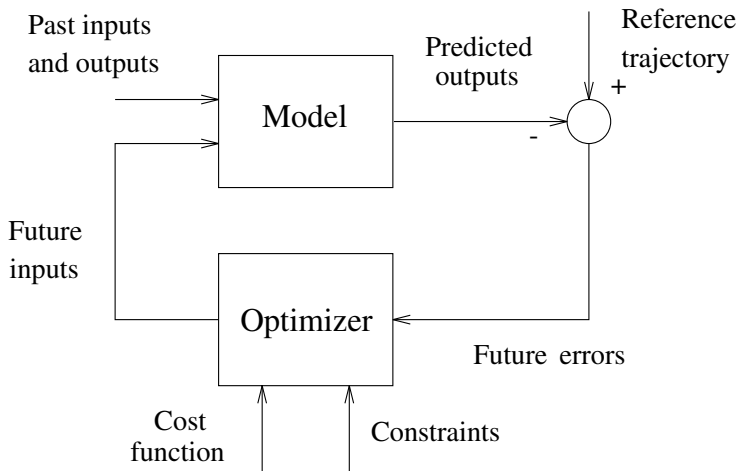 Past inputs
and outputs
Model
Predicted
outputs
Reference
trajectory
+
-
Future
inputs
Optimizer
Future errors
Cost
function
Constraints